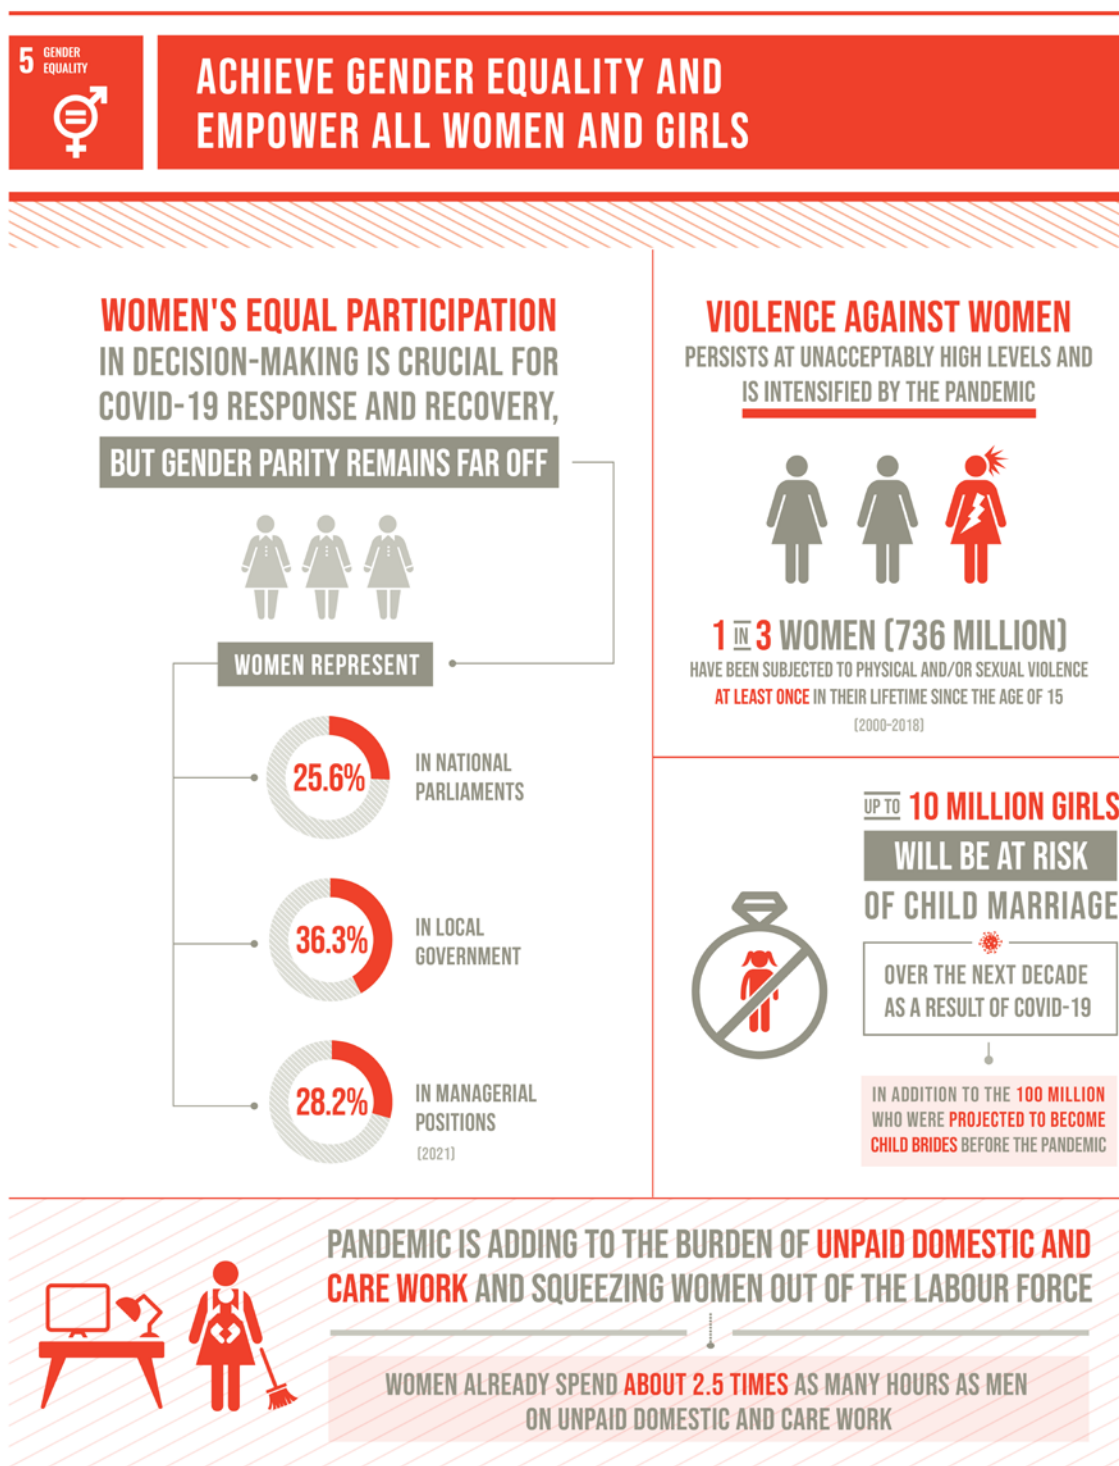 5 GENDER
EQUALITY
ACHIEVE GENDER EQUALITY AND
EMPOWER ALL WOMEN AND GIRLS
WOMEN'S EQUAL PARTICIPATION
IN DECISION-MAKING IS CRUCIAL FOR
COVID-19 RESPONSE AND RECOVERY,
BUT GENDER PARITY REMAINS FAR OFF
WOMEN REPRESENT
25.6%
IN NATIONAL
PARLIAMENTS
36.3%
IN LOCAL
GOVERNMENT
28.2%
IN MANAGERIAL
POSITIONS
(2021)
VIOLENCE AGAINST WOMEN
PERSISTS AT UNACCEPTABLY HIGH LEVELS AND
IS INTENSIFIED BY THE PANDEMIC
1 IN 3 WOMEN (736 MILLION)
HAVE BEEN SUBJECTED TO PHYSICAL AND/OR SEXUAL VIOLENCE
AT LEAST ONCE IN THEIR LIFETIME SINCE THE AGE OF 15
(2000-2018)
UP TO 10 MILLION GIRLS
WILL BE AT RISK
OF CHILD MARRIAGE
OVER THE NEXT DECADE
AS A RESULT OF COVID-19
IN ADDITION TO THE 100 MILLION
WHO WERE PROJECTED TO BECOME
CHILD BRIDES BEFORE THE PANDEMIC
PANDEMIC IS ADDING TO THE BURDEN OF UNPAID DOMESTIC AND
CARE WORK AND SQUEEZING WOMEN OUT OF THE LABOUR FORCE
WOMEN ALREADY SPEND ABOUT 2.5 TIMES AS MANY HOURS AS MEN
ON UNPAID DOMESTIC AND CARE WORK